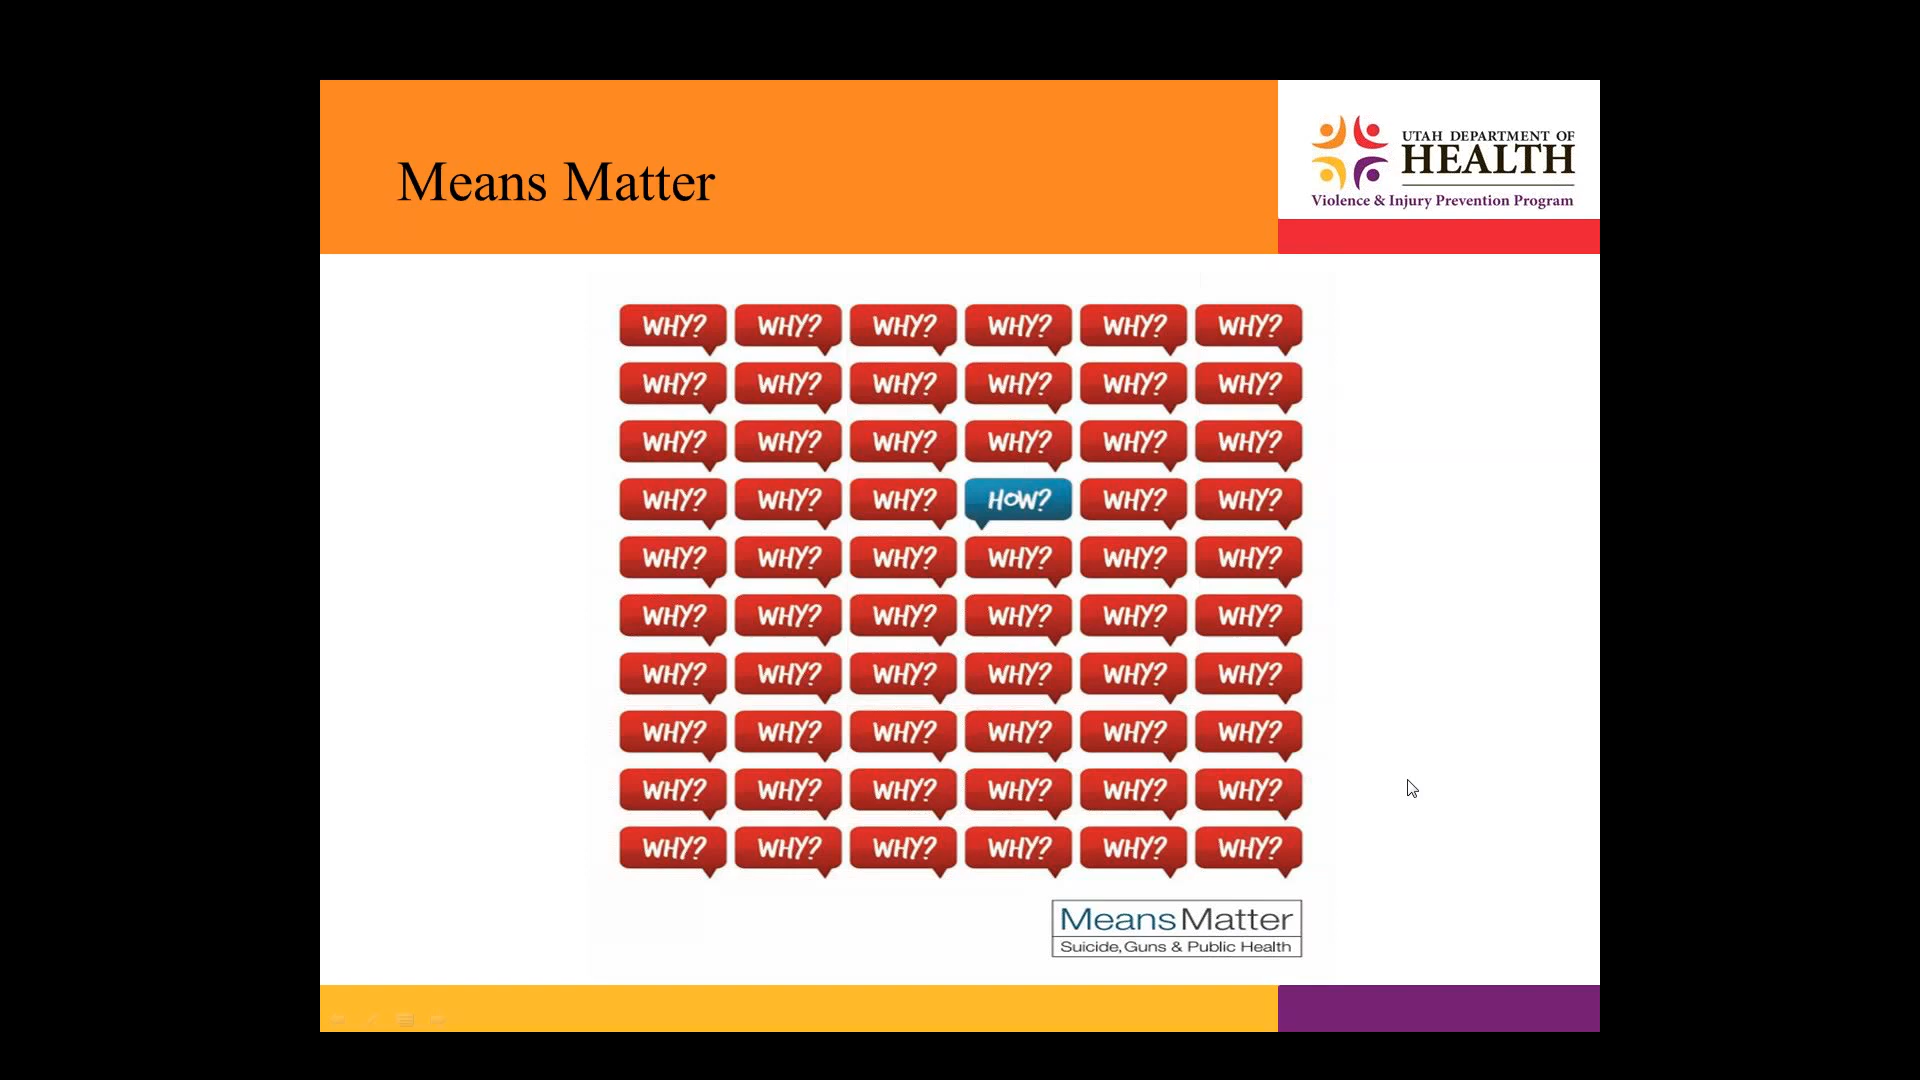 Means Matter
UTAH DEPARTMENT OF
HEALTH
Violence & Injury Prevention Program
WHY? WHY? WHY? WHY? WHY? WHY?
WHY? WHY? WHY? WHY? WHY? WHY?
WHY? WHY? WHY? WHY? WHY? WHY?
WHY? WHY? WHY? HOW? WHY? WHY?
WHY? WHY? WHY? WHY? WHY? WHY?
WHY? WHY? WHY? WHY? WHY? WHY?
WHY? WHY? WHY? WHY? WHY? WHY?
WHY? WHY? WHY? WHY? WHY? WHY?
WHY? WHY? WHY? WHY? WHY? WHY?
WHY? WHY? WHY? WHY? WHY? WHY?
MeansMatter
Suicide, Guns & Public Health